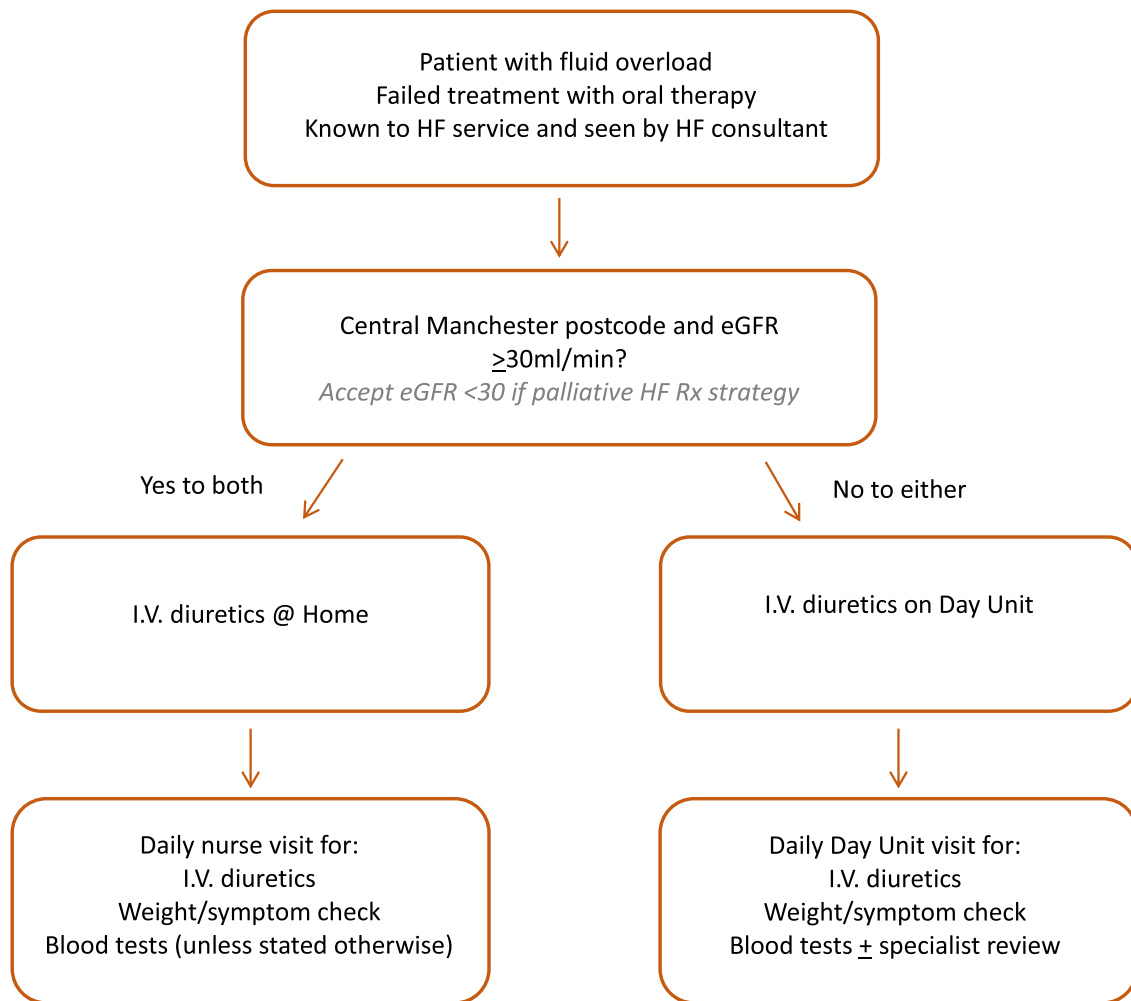 Patient with fluid overload
Failed treatment with oral therapy
Known to HF service and seen by HF consultant
Central Manchester postcode and eGFR
≥30ml/min?
Accept eGFR <30 if palliative HF Rx strategy
Yes to both
No to either
I.V. diuretics @ Home
I.V. diuretics on Day Unit
Daily nurse visit for:
I.V. diuretics
Weight/symptom check
Blood tests (unless stated otherwise)
Daily Day Unit visit for:
I.V. diuretics
Weight/symptom check
Blood tests ± specialist review